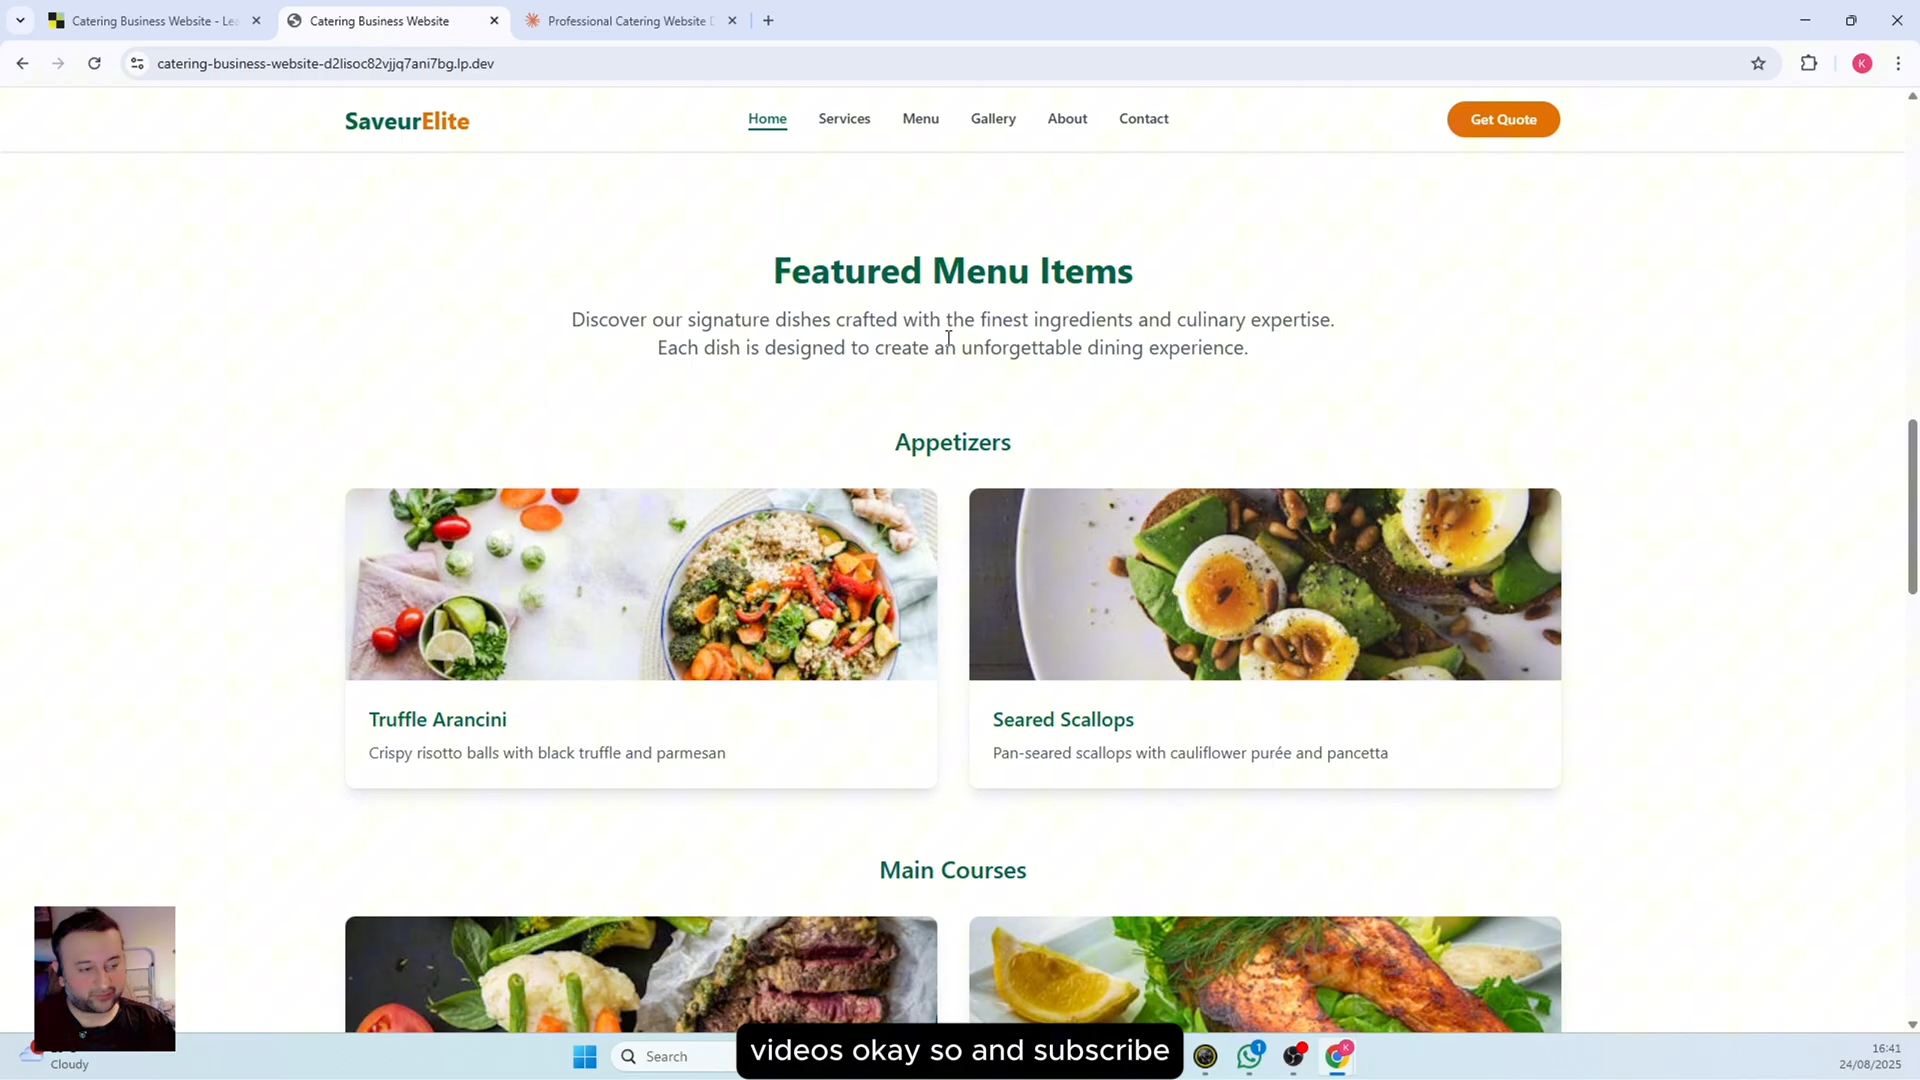 Catering Business Website - Lea
Catering Business Website
Professional Catering Website D
catering-business-website-d2lisoc82vjjq7ani7bg.lp.dev
K
SaveurElite
Home
Services
Menu
Gallery
About
Contact
Get Quote
Featured Menu Items
Discover our signature dishes crafted with the finest ingredients and culinary expertise.
Each dish is designed to create an unforgettable dining experience.
Appetizers
Truffle Arancini
Crispy risotto balls with black truffle and parmesan
Seared Scallops
Pan-seared scallops with cauliflower purée and pancetta
Main Courses
videos okay so and subscribe
Cloudy
Search
1
K
16:41
24/08/2025